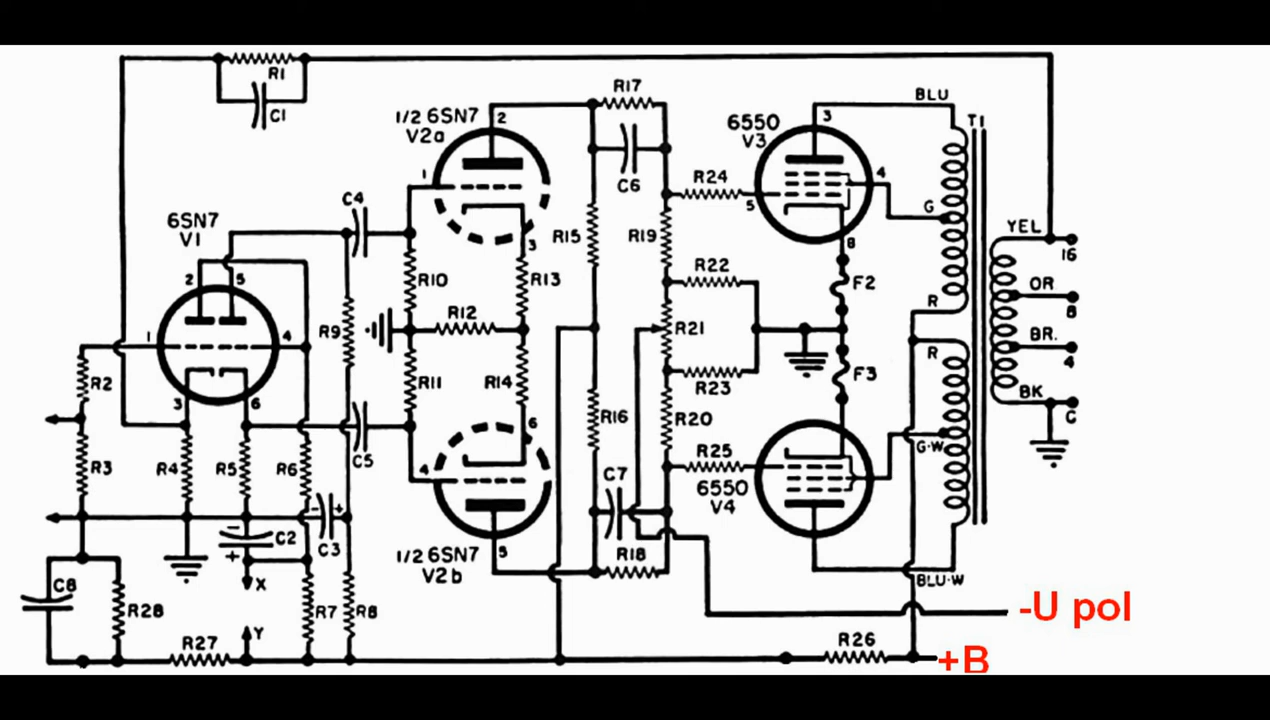 R1
C1
1/2 6SN7
V2a
2
1
3
R17
C6
6550
V3
3
4
5
8
BLU
T1
G
R
YEL
16
OR
8
BR.
4
BK
C
6SN7
V1
2
5
1
4
3
6
C4
C5
R9
R10
R11
R12
R13
R14
R15
R16
R19
R20
R21
R22
R23
R24
R25
F2
F3
R
G-W
R2
R3
R4
R5
R6
C2
C3
- +
-
+
X
Y
4
6
5
1/2 6SN7
V2b
C7
R18
6550
V4
BLU-W
C8
R28
R27
R7
R8
R26
-U pol
+B